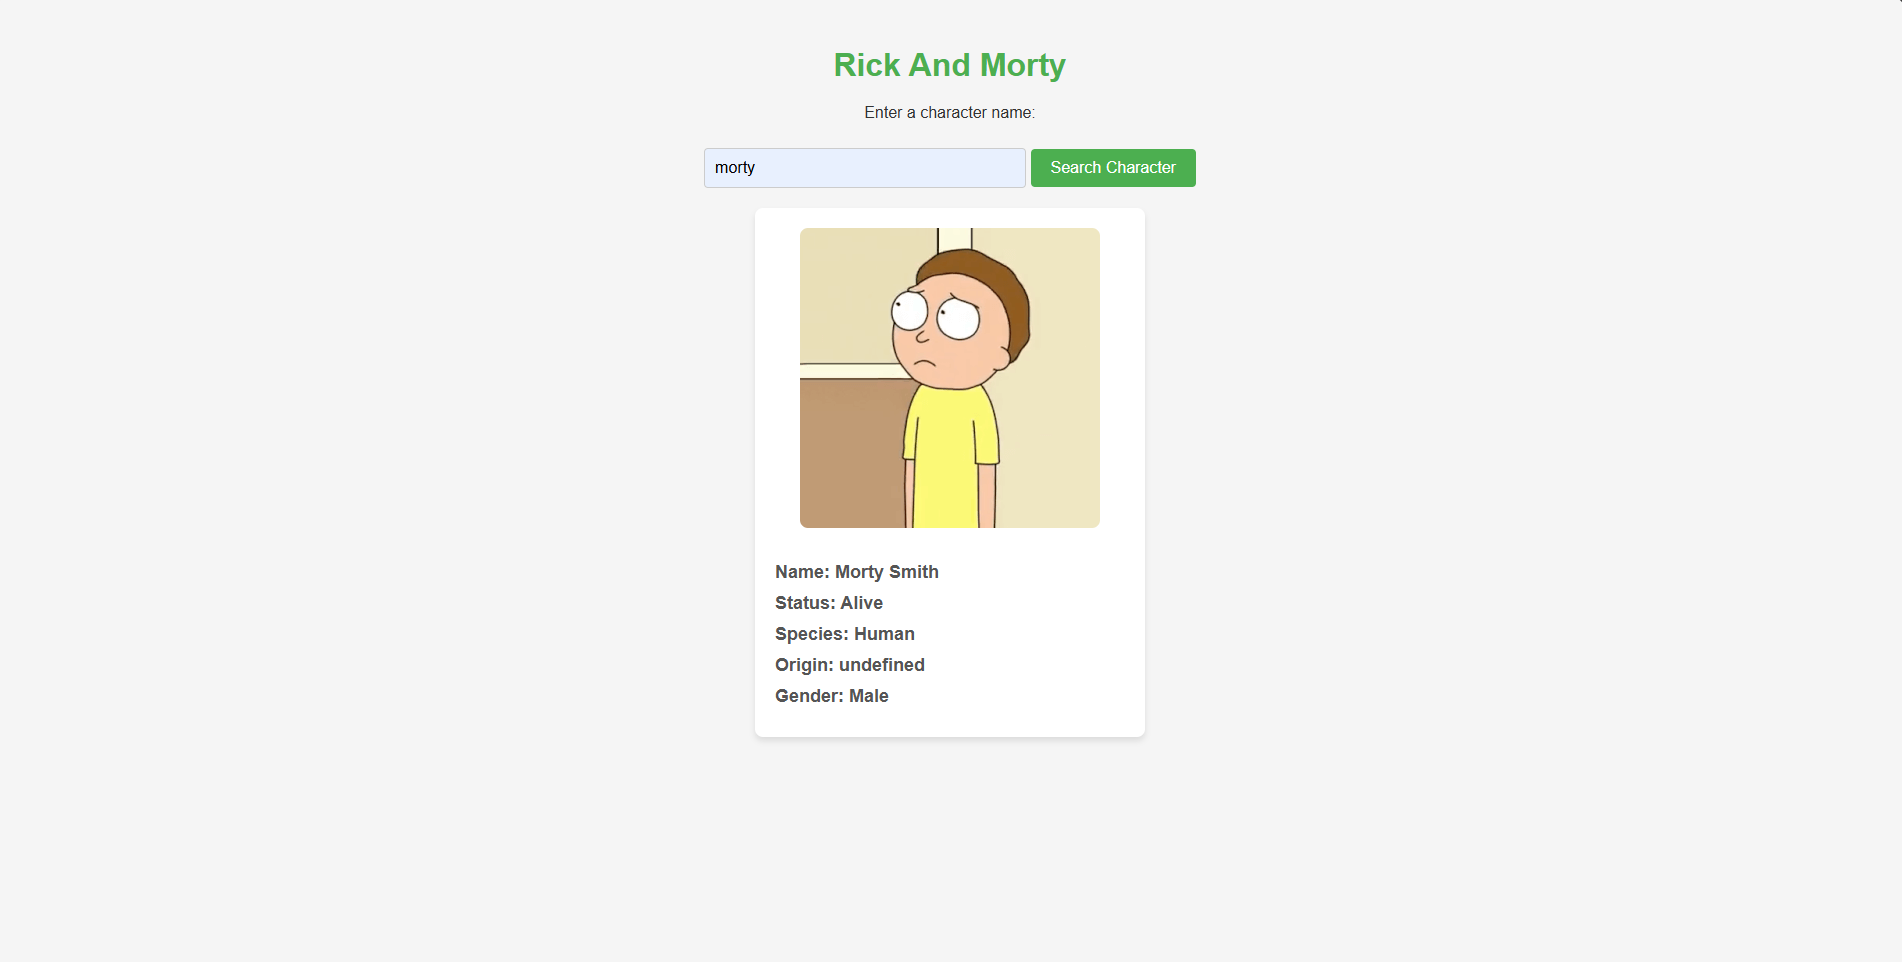 Rick And Morty
Enter a character name:
morty
Search Character
Name: Morty Smith
Status: Alive
Species: Human
Origin: undefined
Gender: Male